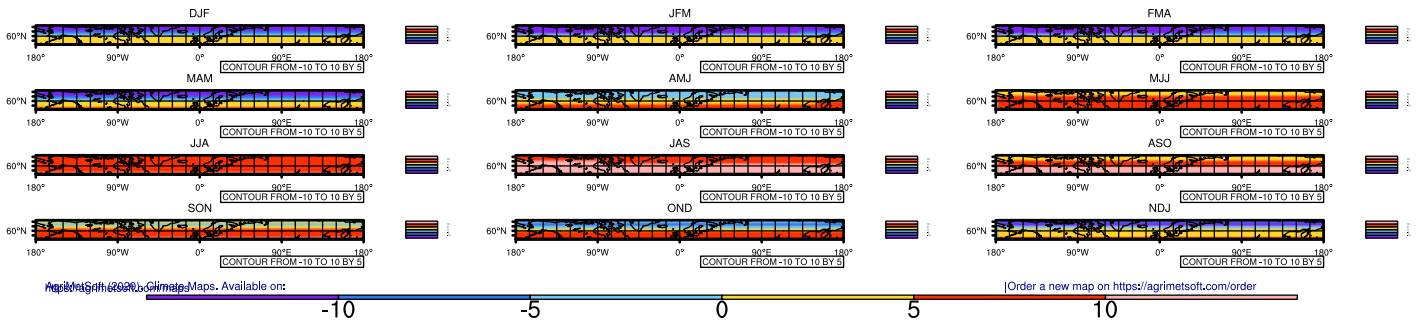 DJF JFM FMA
60°N 60°N 60°N
180° 90°W 0° 90°E 180° 180° 90°W 0° 90°E 180° 180° 90°W 0° 90°E 180°
CONTOUR FROM -10 TO 10 BY 5 CONTOUR FROM -10 TO 10 BY 5 CONTOUR FROM -10 TO 10 BY 5
MAM AMJ MJJ
60°N 60°N 60°N
180° 90°W 0° 90°E 180° 180° 90°W 0° 90°E 180° 180° 90°W 0° 90°E 180°
CONTOUR FROM -10 TO 10 BY 5 CONTOUR FROM -10 TO 10 BY 5 CONTOUR FROM -10 TO 10 BY 5
JJA JAS ASO
60°N 60°N 60°N
180° 90°W 0° 90°E 180° 180° 90°W 0° 90°E 180° 180° 90°W 0° 90°E 180°
CONTOUR FROM -10 TO 10 BY 5 CONTOUR FROM -10 TO 10 BY 5 CONTOUR FROM -10 TO 10 BY 5
SON OND NDJ
60°N 60°N 60°N
180° 90°W 0° 90°E 180° 180° 90°W 0° 90°E 180° 180° 90°W 0° 90°E 180°
CONTOUR FROM -10 TO 10 BY 5 CONTOUR FROM -10 TO 10 BY 5 CONTOUR FROM -10 TO 10 BY 5
AgriMetSoft (2020). Climate Maps. Available on: |Order a new map on https://agrimetsoft.com/order
https://agrimetsoft.com/maps
-10 -5 0 5 10